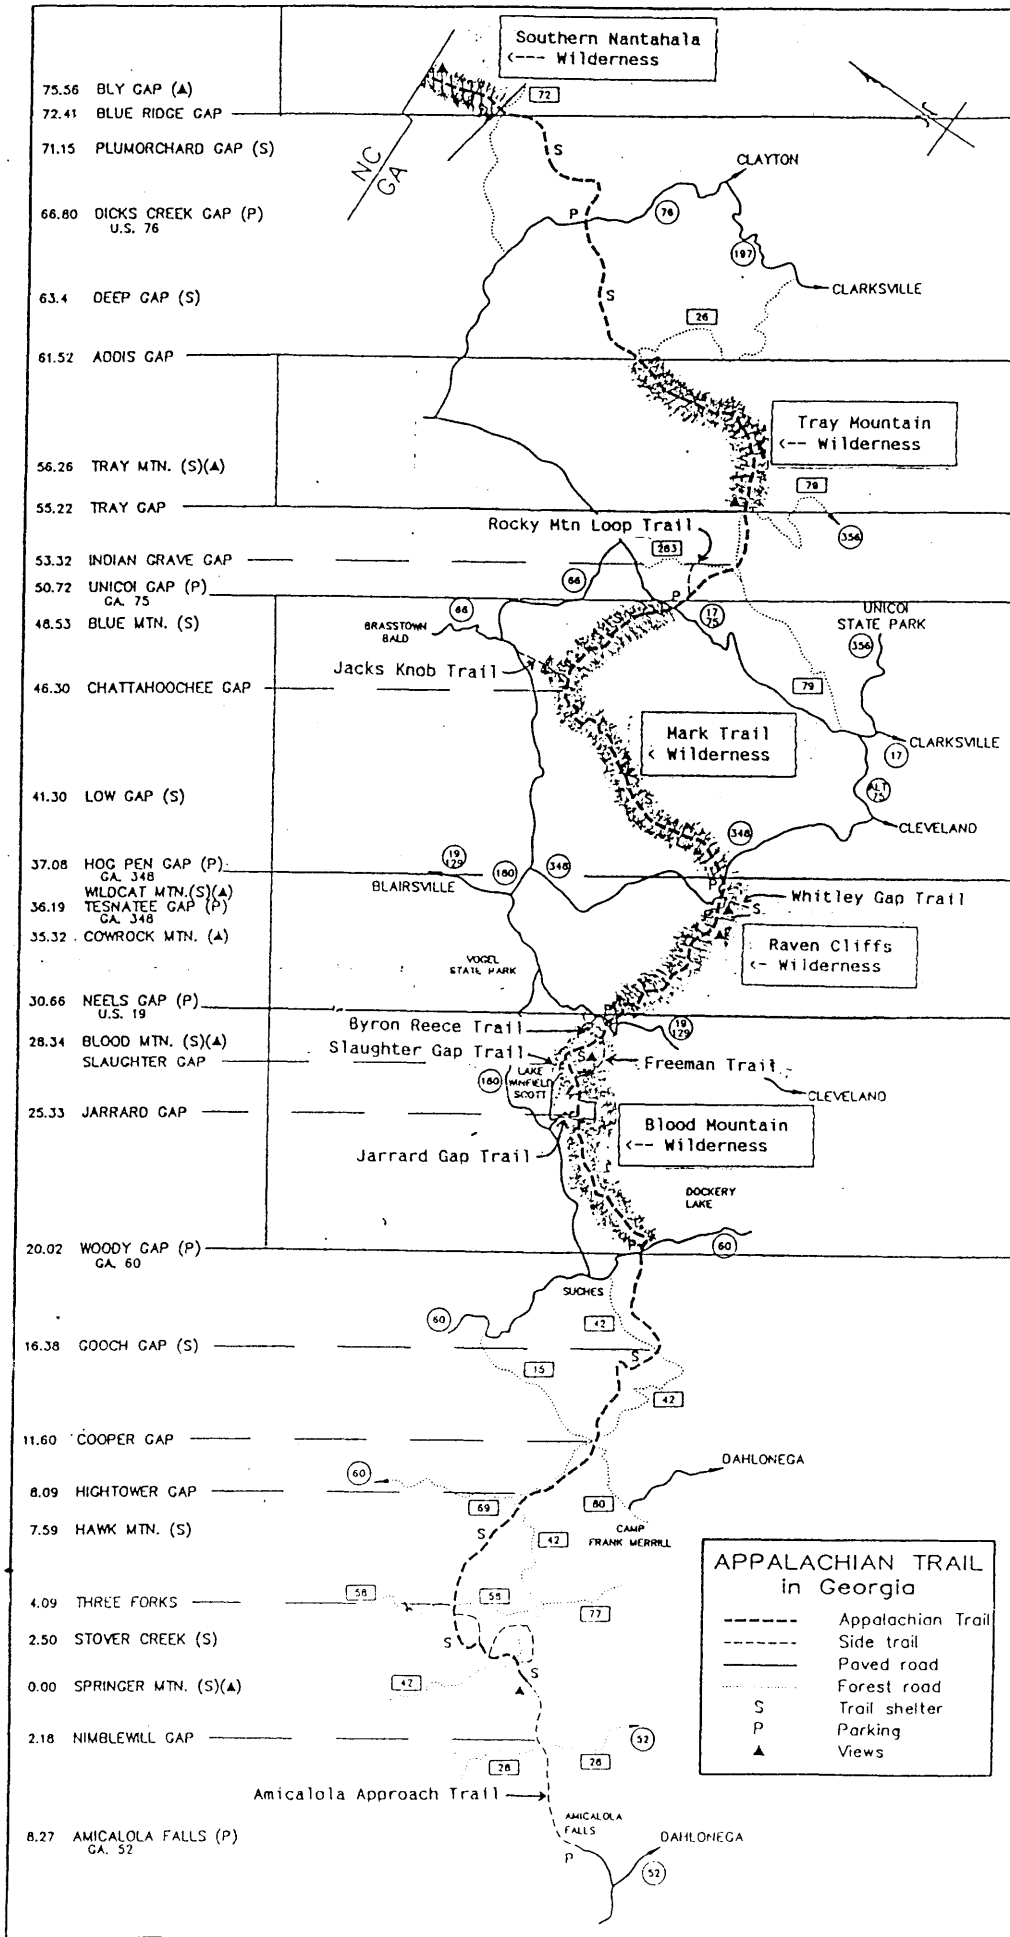 Southern Nantahala
<--- Wilderness
75.56 BLY GAP (▲)
72
72.41 BLUE RIDGE GAP
NC
GA
71.15 PLUMORCHARD GAP (S)
S
CLAYTON
66.80 DICKS CREEK GAP (P)
U.S. 76
P
76
197
63.4 DEEP GAP (S)
S
CLARKSVILLE
26
61.52 ADDIS GAP
Tray Mountain
<-- Wilderness
56.26 TRAY MTN. (S)(▲)
79
55.22 TRAY GAP
Rocky Mtn Loop Trail
356
283
53.32 INDIAN GRAVE GAP
66
50.72 UNICOI GAP (P)
GA. 75
P
66
17
75
UNICOI
STATE PARK
48.53 BLUE MTN. (S)
BRASSTOWN
BALD
356
Jacks Knob Trail
46.30 CHATTAHOOCHEE GAP
79
Mark Trail
< Wilderness
CLARKSVILLE
17
41.30 LOW GAP (S)
S
ALT
75
348
CLEVELAND
37.08 HOG PEN GAP (P)
GA. 348
19
129
180
348
P
BLAIRSVILLE
WILDCAT MTN.(S)(▲)
Whitley Gap Trail
36.19 TESNATEE GAP (P)
GA. 348
P
S
35.32 COWROCK MTN. (▲)
Raven Cliffs
<- Wilderness
VOGEL
STATE PARK
30.66 NEELS GAP (P)
U.S. 19
P
Byron Reece Trail
19
129
28.34 BLOOD MTN. (S)(▲)
Slaughter Gap Trail
S
SLAUGHTER GAP
Freeman Trail
LAKE
WINFIELD
SCOTT
180
CLEVELAND
25.33 JARRARD GAP
Blood Mountain
<-- Wilderness
Jarrard Gap Trail
DOCKERY
LAKE
20.02 WOODY GAP (P)
GA. 60
P
60
SUCHES
60
42
16.38 GOOCH GAP (S)
S
15
42
11.60 COOPER GAP
DAHLONEGA
60
8.09 HIGHTOWER GAP
69
80
7.59 HAWK MTN. (S)
S
42
CAMP
FRANK MERRILL
APPALACHIAN TRAIL
in Georgia
Appalachian Trail
Side trail
Paved road
Forest road
S Trail shelter
P Parking
▲ Views
58
58
4.09 THREE FORKS
77
2.50 STOVER CREEK (S)
S
S
0.00 SPRINGER MTN. (S)(▲)
42
2.18 NIMBLEWILL GAP
52
28
28
Amicalola Approach Trail
AMICALOLA
FALLS
8.27 AMICALOLA FALLS (P)
GA. 52
P
DAHLONEGA
52